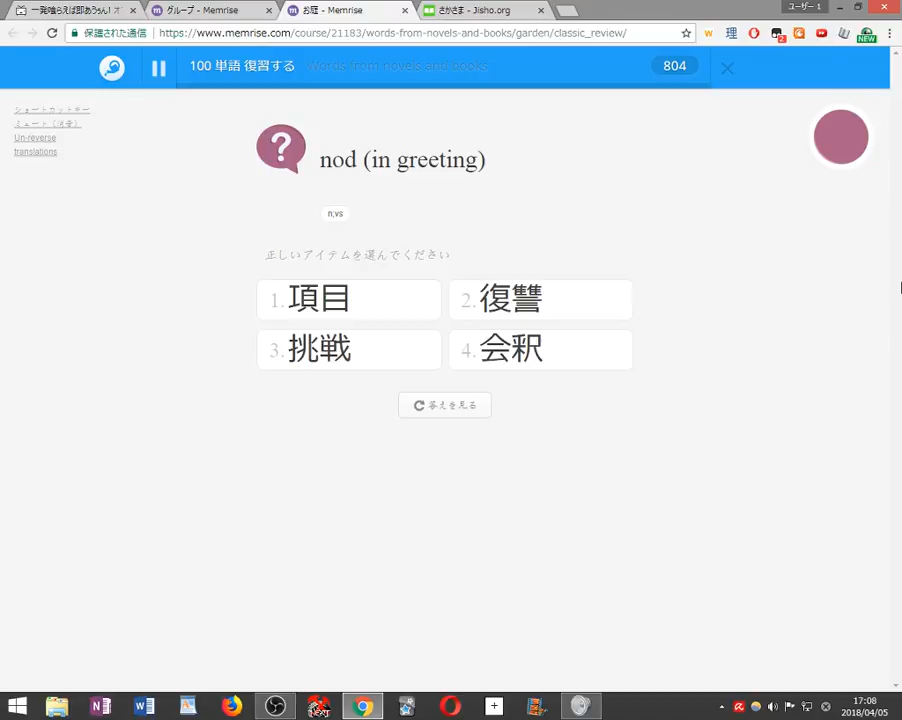 一発喰らえば即あうぅん! オ
グループ - Memrise
お庭 - Memrise
さかさま - Jisho.org
ユーザー 1
保護された通信
https://www.memrise.com/course/21183/words-from-novels-and-books/garden/classic_review/
100 単語 復習する
Words from novels and books
804
ショートカットキー
ミュート (消音)
Un-reverse
translations
?
nod (in greeting)
n;vs
正しいアイテムを選んでください
1. 項目
2. 復讐
3. 挑戦
4. 会釈
答えを見る
17:08
2018/04/05